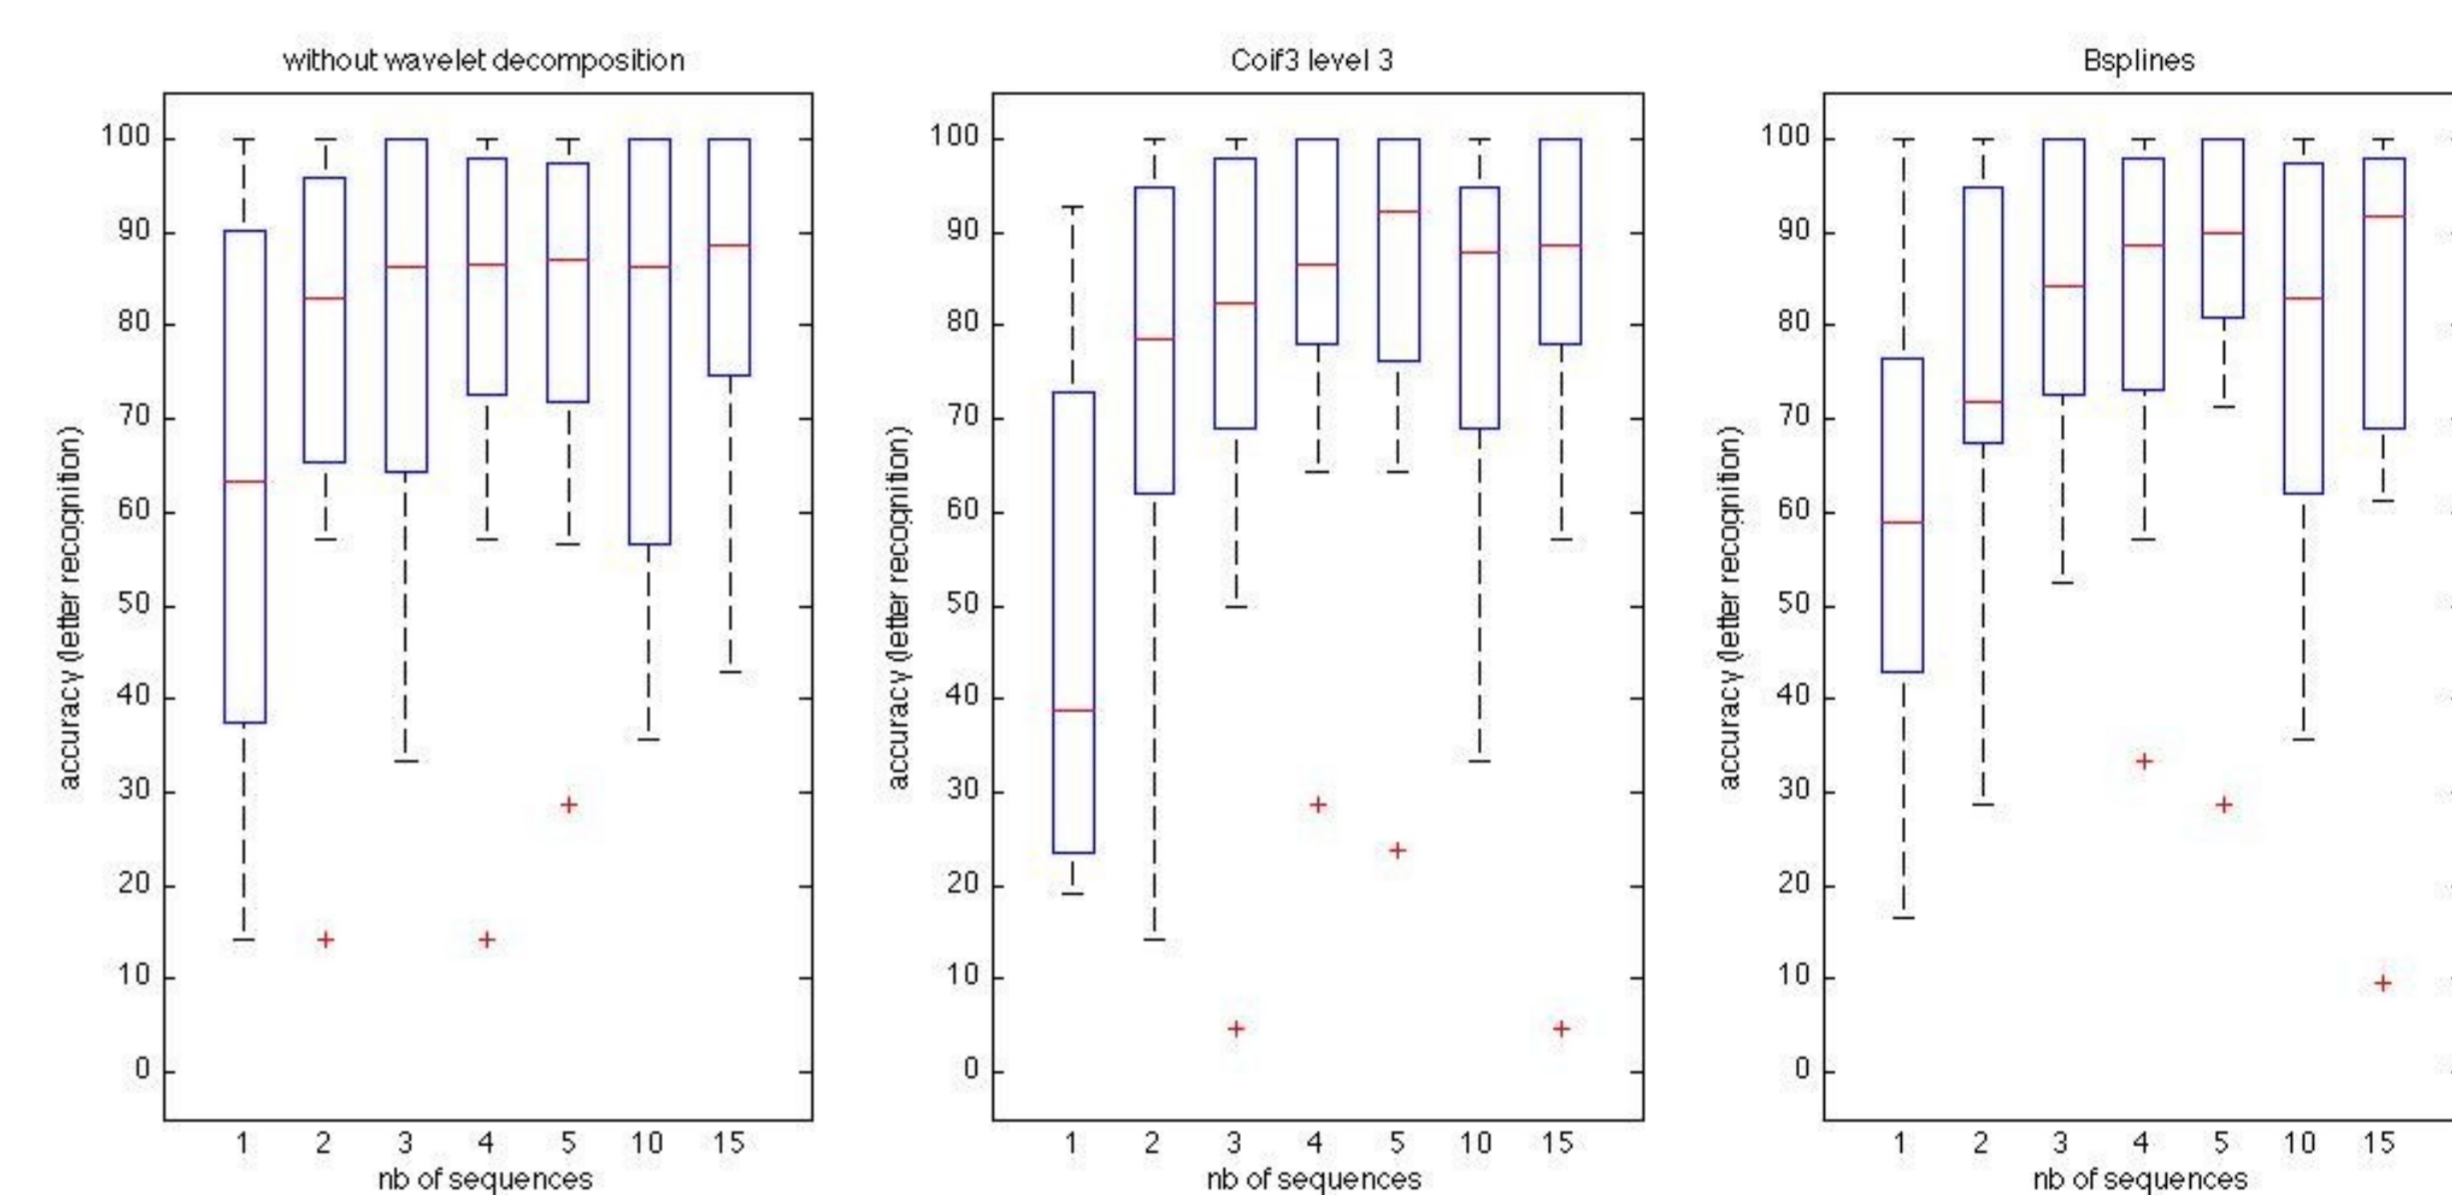 without wavelet decomposition
100
90
80
70
60
50
40
30
20
10
0
accuracy (letter recognition)
1 2 3 4 5 10 15
nb of sequences
Coif3 level 3
100
90
80
70
60
50
40
30
20
10
0
accuracy (letter recognition)
1 2 3 4 5 10 15
nb of sequences
Bsplines
100
90
80
70
60
50
40
30
20
10
0
accuracy (letter recognition)
1 2 3 4 5 10 15
nb of sequences